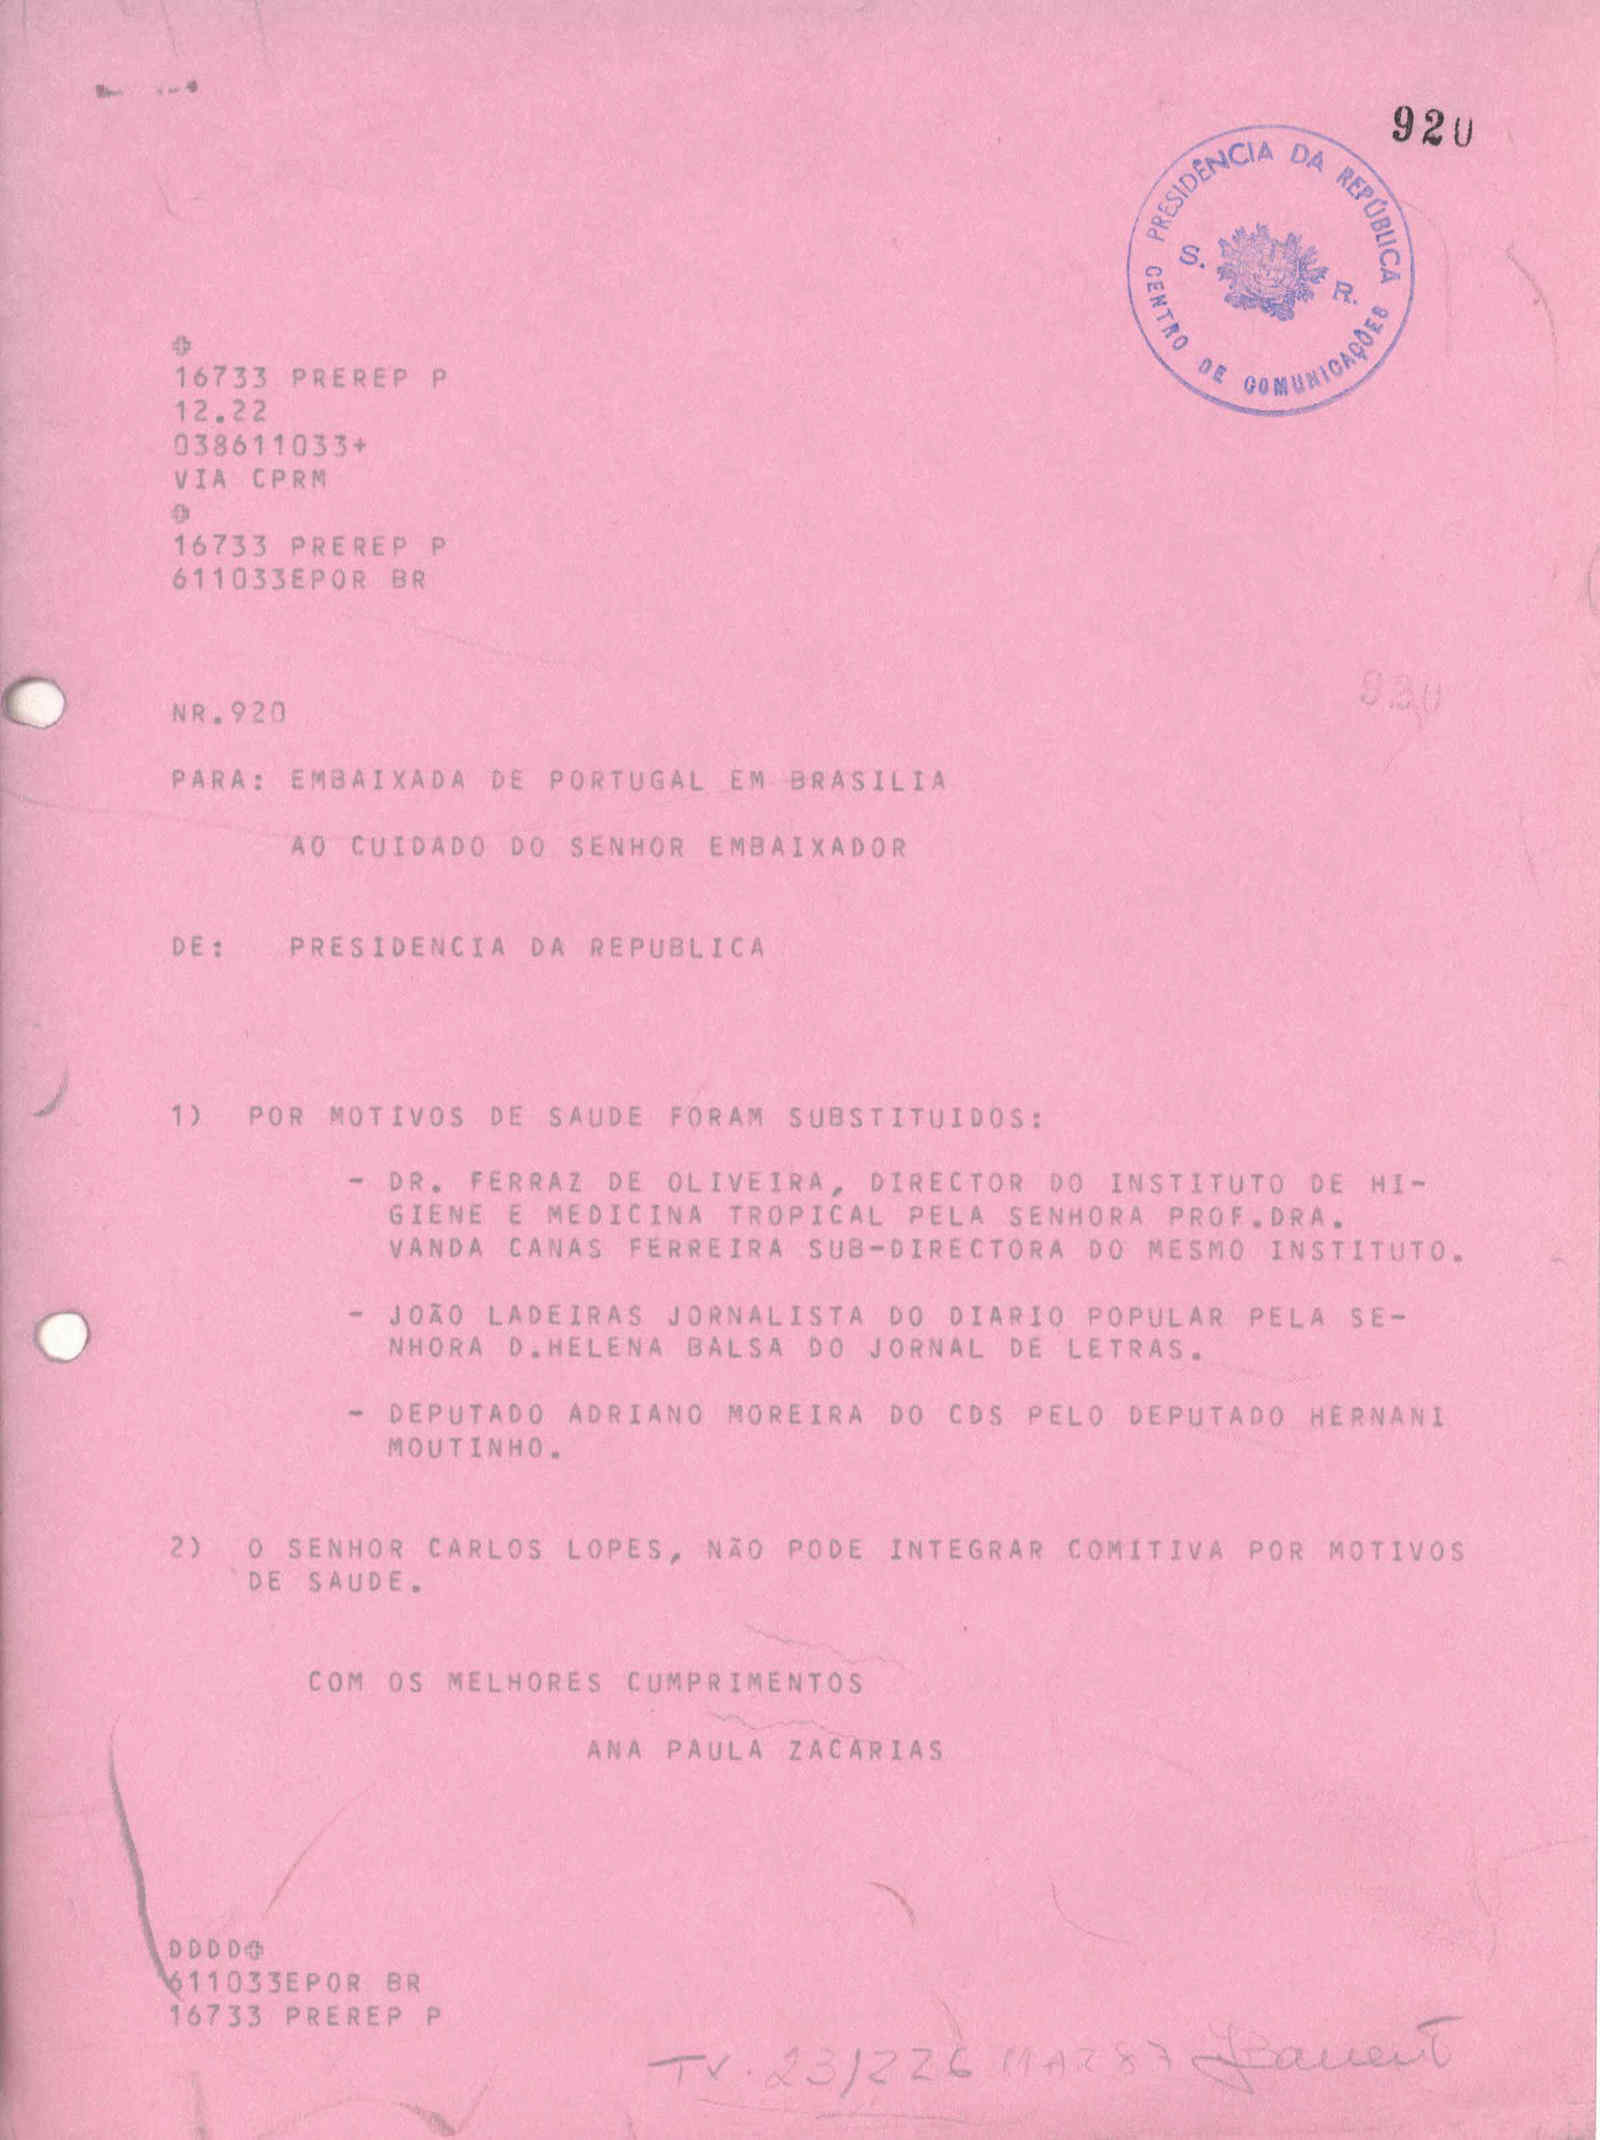 920
PRESIDÊNCIA DA REPÚBLICA
S. R.
CENTRO DE COMUNICAÇÕES
16733 PREREP P
12.22
038611033+
VIA CPRM
16733 PREREP P
611033EPOR BR
NR.920
PARA: EMBAIXADA DE PORTUGAL EM BRASILIA
AO CUIDADO DO SENHOR EMBAIXADOR
DE: PRESIDENCIA DA REPUBLICA
1) POR MOTIVOS DE SAUDE FORAM SUBSTITUIDOS:
- DR. FERRAZ DE OLIVEIRA, DIRECTOR DO INSTITUTO DE HI-
GIENE E MEDICINA TROPICAL PELA SENHORA PROF.DRA.
VANDA CANAS FERREIRA SUB-DIRECTORA DO MESMO INSTITUTO.
- JOÃO LADEIRAS JORNALISTA DO DIARIO POPULAR PELA SE-
NHORA D.HELENA BALSA DO JORNAL DE LETRAS.
- DEPUTADO ADRIANO MOREIRA DO CDS PELO DEPUTADO HERNANI
MOUTINHO.
2) O SENHOR CARLOS LOPES, NÃO PODE INTEGRAR COMITIVA POR MOTIVOS
DE SAUDE.
COM OS MELHORES CUMPRIMENTOS
ANA PAULA ZACARIAS
DDDD
611033EPOR BR
16733 PREREP P
23/226 MAR 87